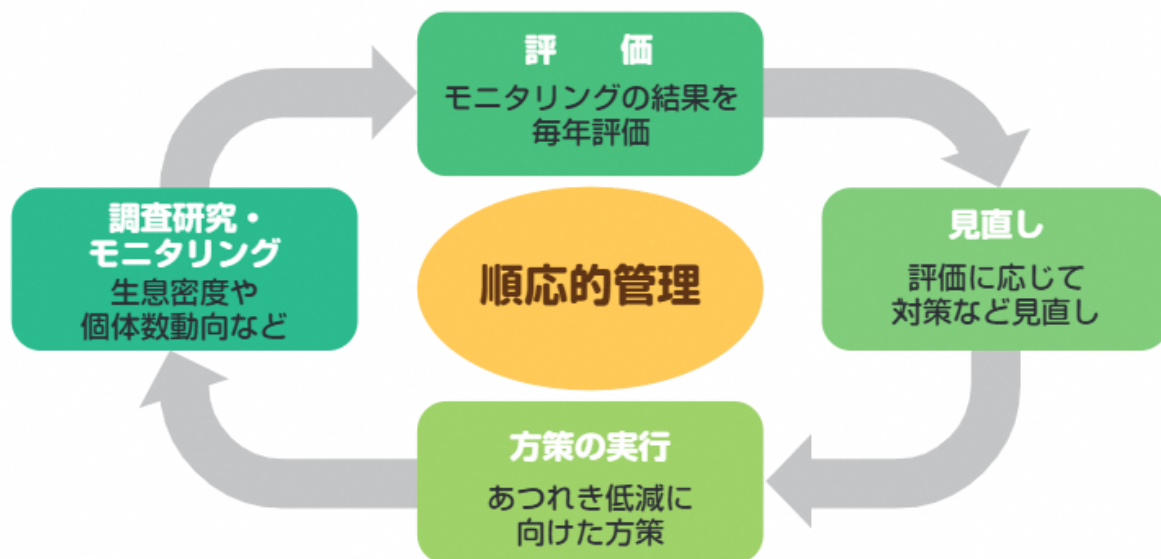 評　価
モニタリングの結果を
毎年評価
調査研究・
モニタリング
生息密度や
個体数動向など
順応的管理
見直し
評価に応じて
対策など見直し
方策の実行
あつれき低減に
向けた方策